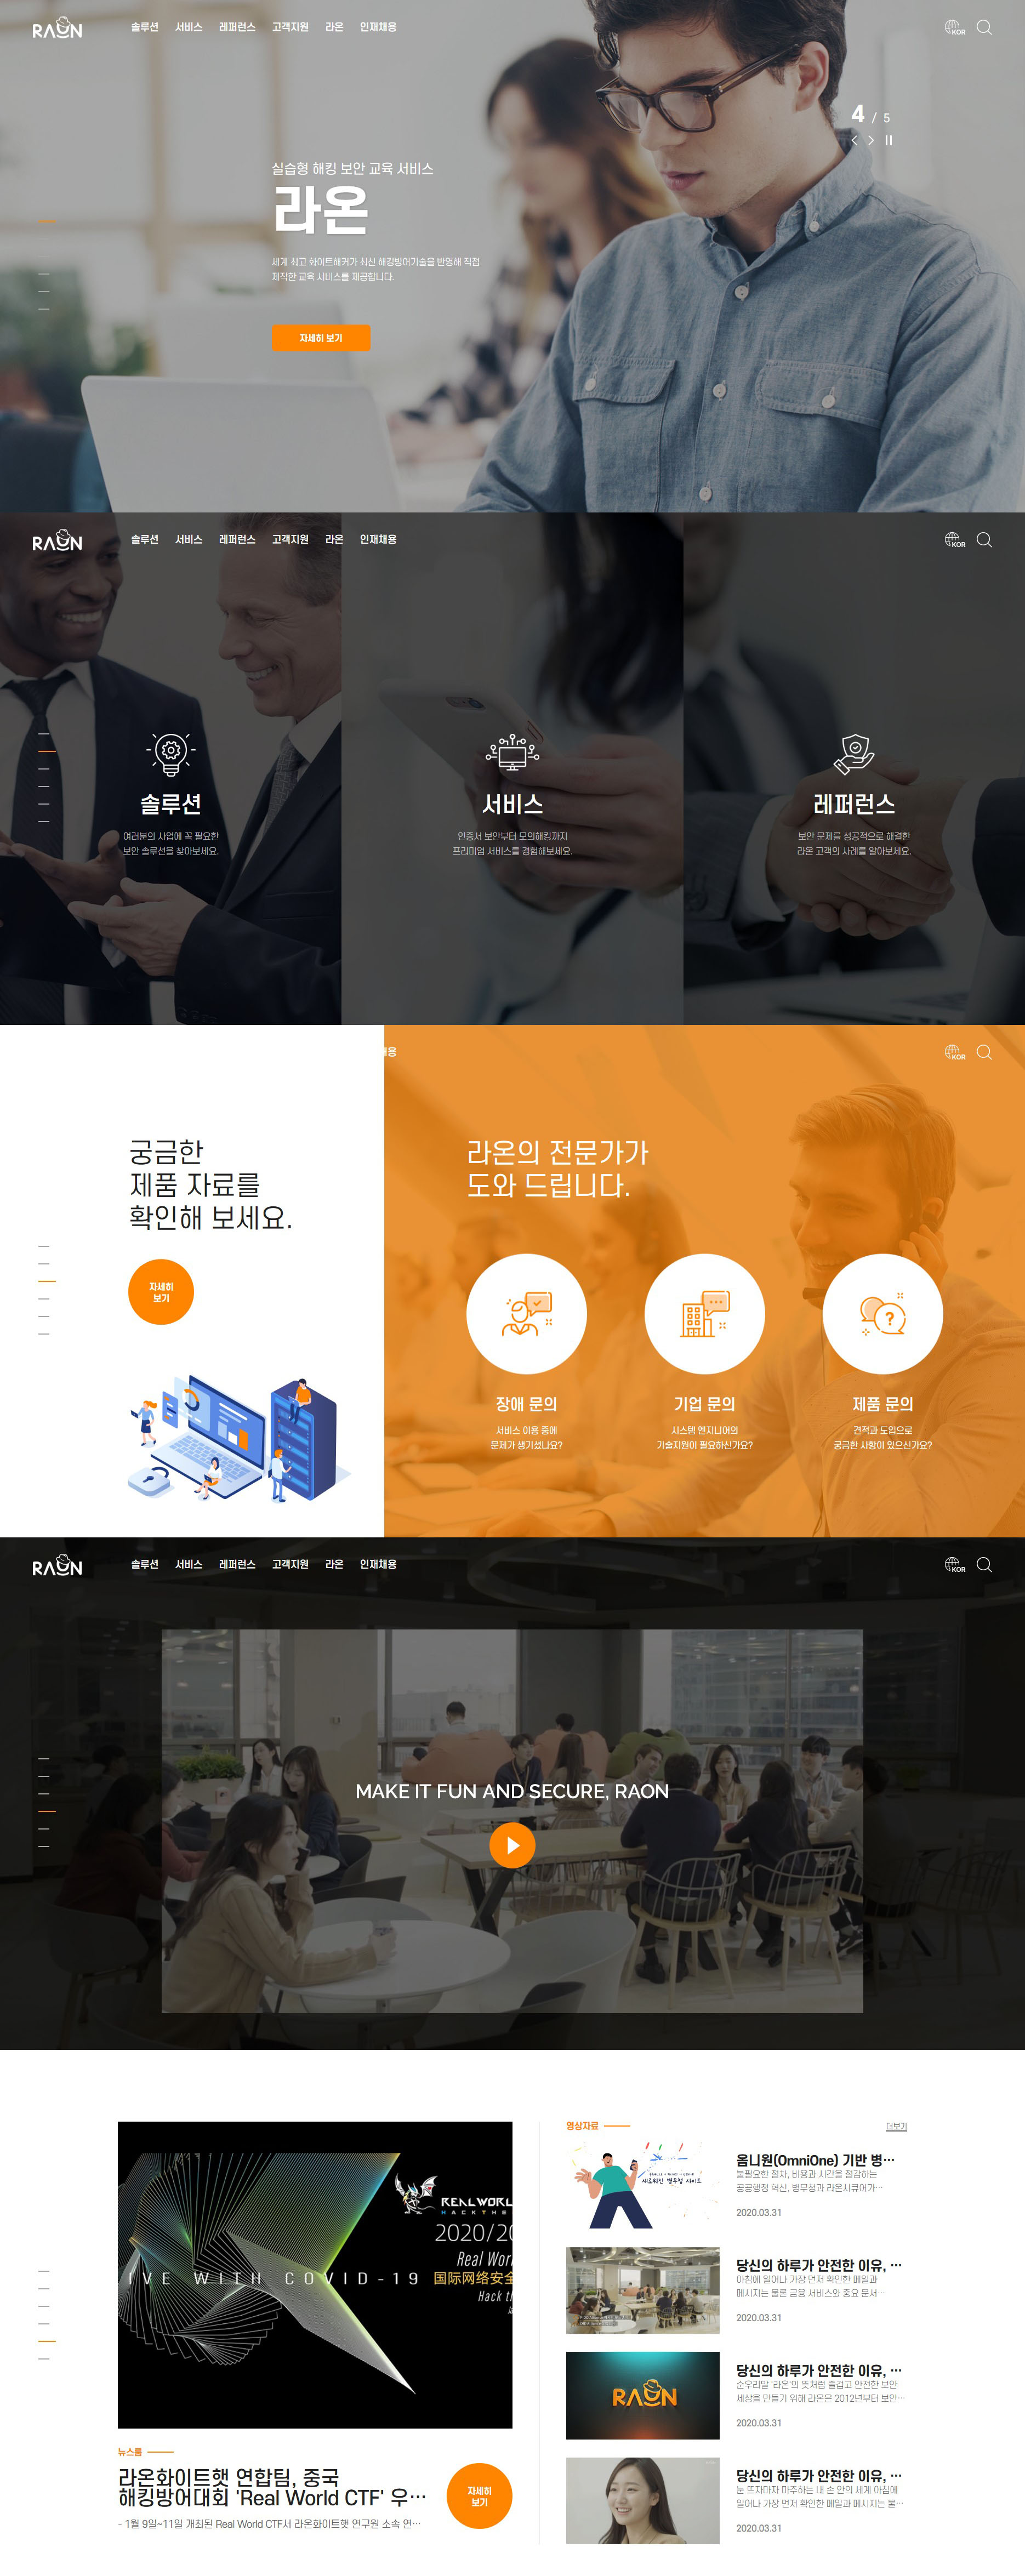 RAON
솔루션 서비스 레퍼런스 고객지원 라온 인재채용
KOR
4 / 5
실습형 해킹 보안 교육 서비스
라온
세계 최고 화이트해커가 최신 해킹방어기술을 반영해 직접
제작한 교육 서비스를 제공합니다.
자세히 보기
RAON
솔루션 서비스 레퍼런스 고객지원 라온 인재채용
KOR
솔루션
여러분의 사업에 꼭 필요한
보안 솔루션을 찾아보세요.
서비스
인증서 보안부터 모의해킹까지
프리미엄 서비스를 경험해보세요.
레퍼런스
보안 문제를 성공적으로 해결한
라온 고객의 사례를 알아보세요.
용
KOR
궁금한
제품 자료를
확인해 보세요.
자세히
보기
라온의 전문가가
도와 드립니다.
장애 문의
서비스 이용 중에
문제가 생기셨나요?
기업 문의
시스템 엔지니어의
기술지원이 필요하신가요?
제품 문의
견적과 도입으로
궁금한 사항이 있으신가요?
RAON
솔루션 서비스 레퍼런스 고객지원 라온 인재채용
KOR
MAKE IT FUN AND SECURE, RAON
REAL WORL
HACK THE
2020/20
Real Worl
IVE WITH COVID-19
国际网络安全
Hack th
뉴스룸
라온화이트햇 연합팀, 중국
해킹방어대회 'Real World CTF' 우…
- 1월 9일~11일 개최된 Real World CTF서 라온화이트햇 연구원 소속 연…
자세히
보기
영상자료
더보기
새로워진 병무청 사이트
옴니원(OmniOne) 기반 병…
불필요한 절차, 비용과 시간을 절감하는
공공행정 혁신, 병무청과 라온시큐어가…
2020.03.31
당신의 하루가 안전한 이유, …
아침에 일어나 가장 먼저 확인한 메일과
메시지는 물론 금융 서비스와 중요 문서…
2020.03.31
RAON
당신의 하루가 안전한 이유, …
순우리말 '라온'의 뜻처럼 즐겁고 안전한 보안
세상을 만들기 위해 라온은 2012년부터 보안…
2020.03.31
당신의 하루가 안전한 이유, …
눈 뜨자마자 마주하는 내 손 안의 세계 아침에
일어나 가장 먼저 확인한 메일과 메시지는 물…
2020.03.31